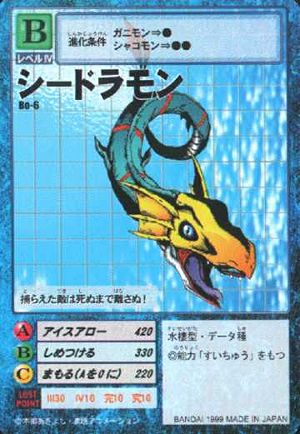 B
レベルⅣ
しんかじょうけん
進化条件
ガニモン⇒●
シャコモン⇒●●
シードラモン
Bo-6
捕らえた敵は死ぬまで離さぬ!
A アイスアロー 420
B しめつける 330
C まもる(Aを0に) 220
水棲型・データ種
◎能力「すいちゅう」をもつ
LOST POINT
Ⅲ30 Ⅳ10 完10 究10
BANDAI 1999 MADE IN JAPAN